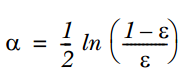 α = 1/2 ln ( (1 − ε) / ε )